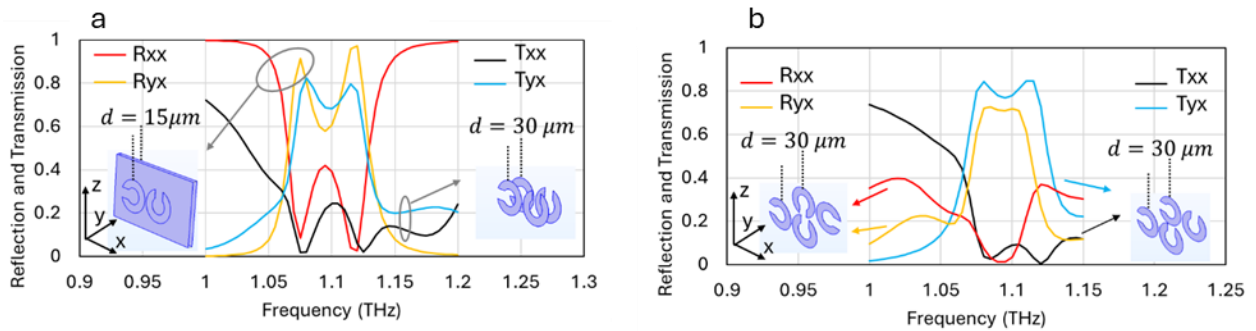 a
Reflection and Transmission
1
0.8
0.6
0.4
0.2
0
Rxx
Ryx
Txx
Tyx
d = 15μm
d = 30 μm
z
y
x
0.9 0.95 1 1.05 1.1 1.15 1.2 1.25 1.3
Frequency (THz)
b
Reflection and Transmission
1
0.8
0.6
0.4
0.2
0
Rxx
Ryx
Txx
Tyx
d = 30 μm
d = 30 μm
z
y
x
0.9 0.95 1 1.05 1.1 1.15 1.2 1.25
Frequency (THz)